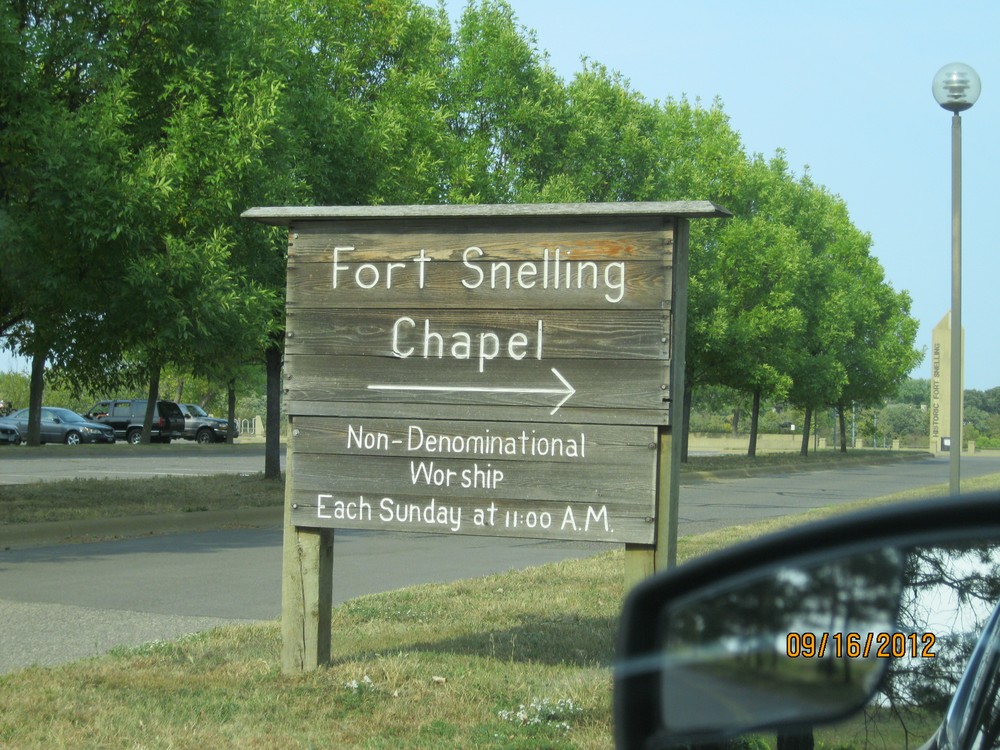 Fort Snelling
Chapel
Non-Denominational
Worship
Each Sunday at 11:00 A.M.
HISTORIC FORT SNELLING
09/16/2012